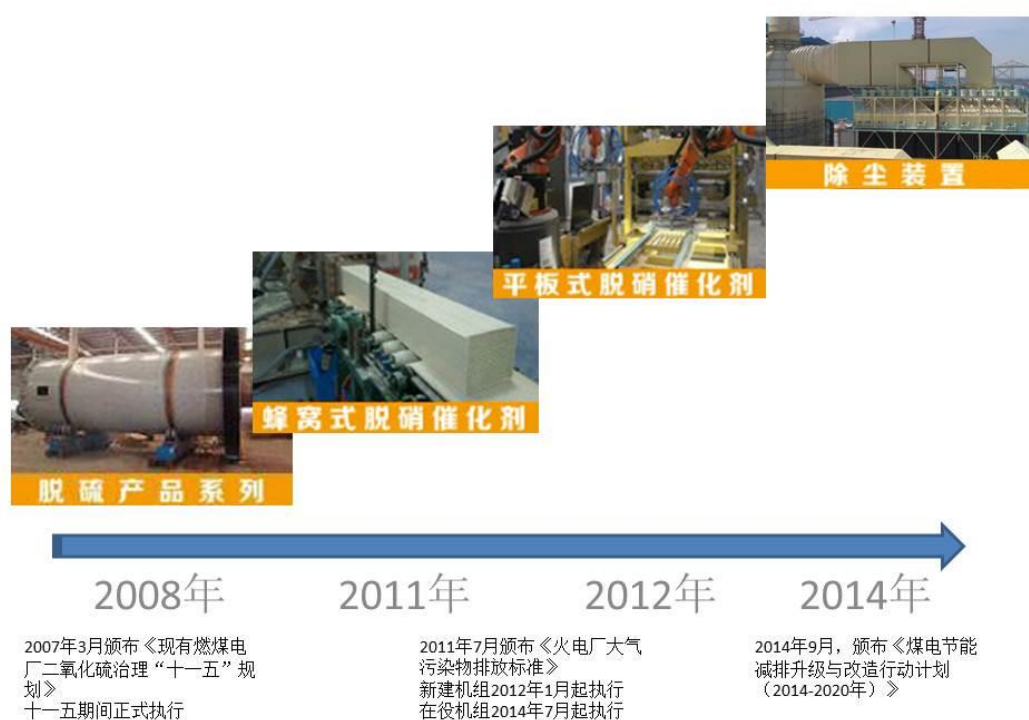 除尘装置
平板式脱硝催化剂
蜂窝式脱硝催化剂
脱硫产品系列
2008年
2011年
2012年
2014年
2007年3月颁布《现有燃煤电
厂二氧化硫治理“十一五”规
划》
十一五期间正式执行
2011年7月颁布《火电厂大气
污染物排放标准》
新建机组2012年1月起执行
在役机组2014年7月起执行
2014年9月，颁布《煤电节能
减排升级与改造行动计划
（2014-2020年）》